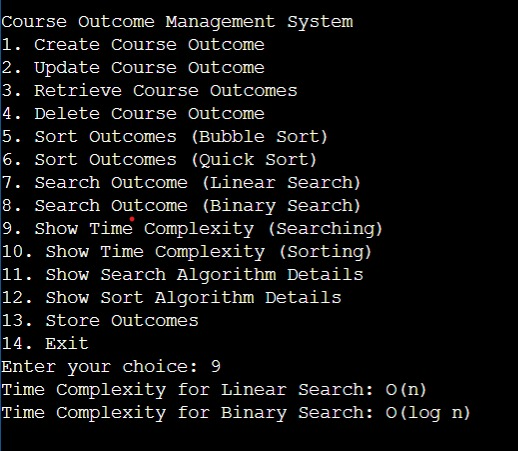 Course Outcome Management System
1. Create Course Outcome
2. Update Course Outcome
3. Retrieve Course Outcomes
4. Delete Course Outcome
5. Sort Outcomes (Bubble Sort)
6. Sort Outcomes (Quick Sort)
7. Search Outcome (Linear Search)
8. Search Outcome (Binary Search)
9. Show Time Complexity (Searching)
10. Show Time Complexity (Sorting)
11. Show Search Algorithm Details
12. Show Sort Algorithm Details
13. Store Outcomes
14. Exit
Enter your choice: 9
Time Complexity for Linear Search: O(n)
Time Complexity for Binary Search: O(log n)